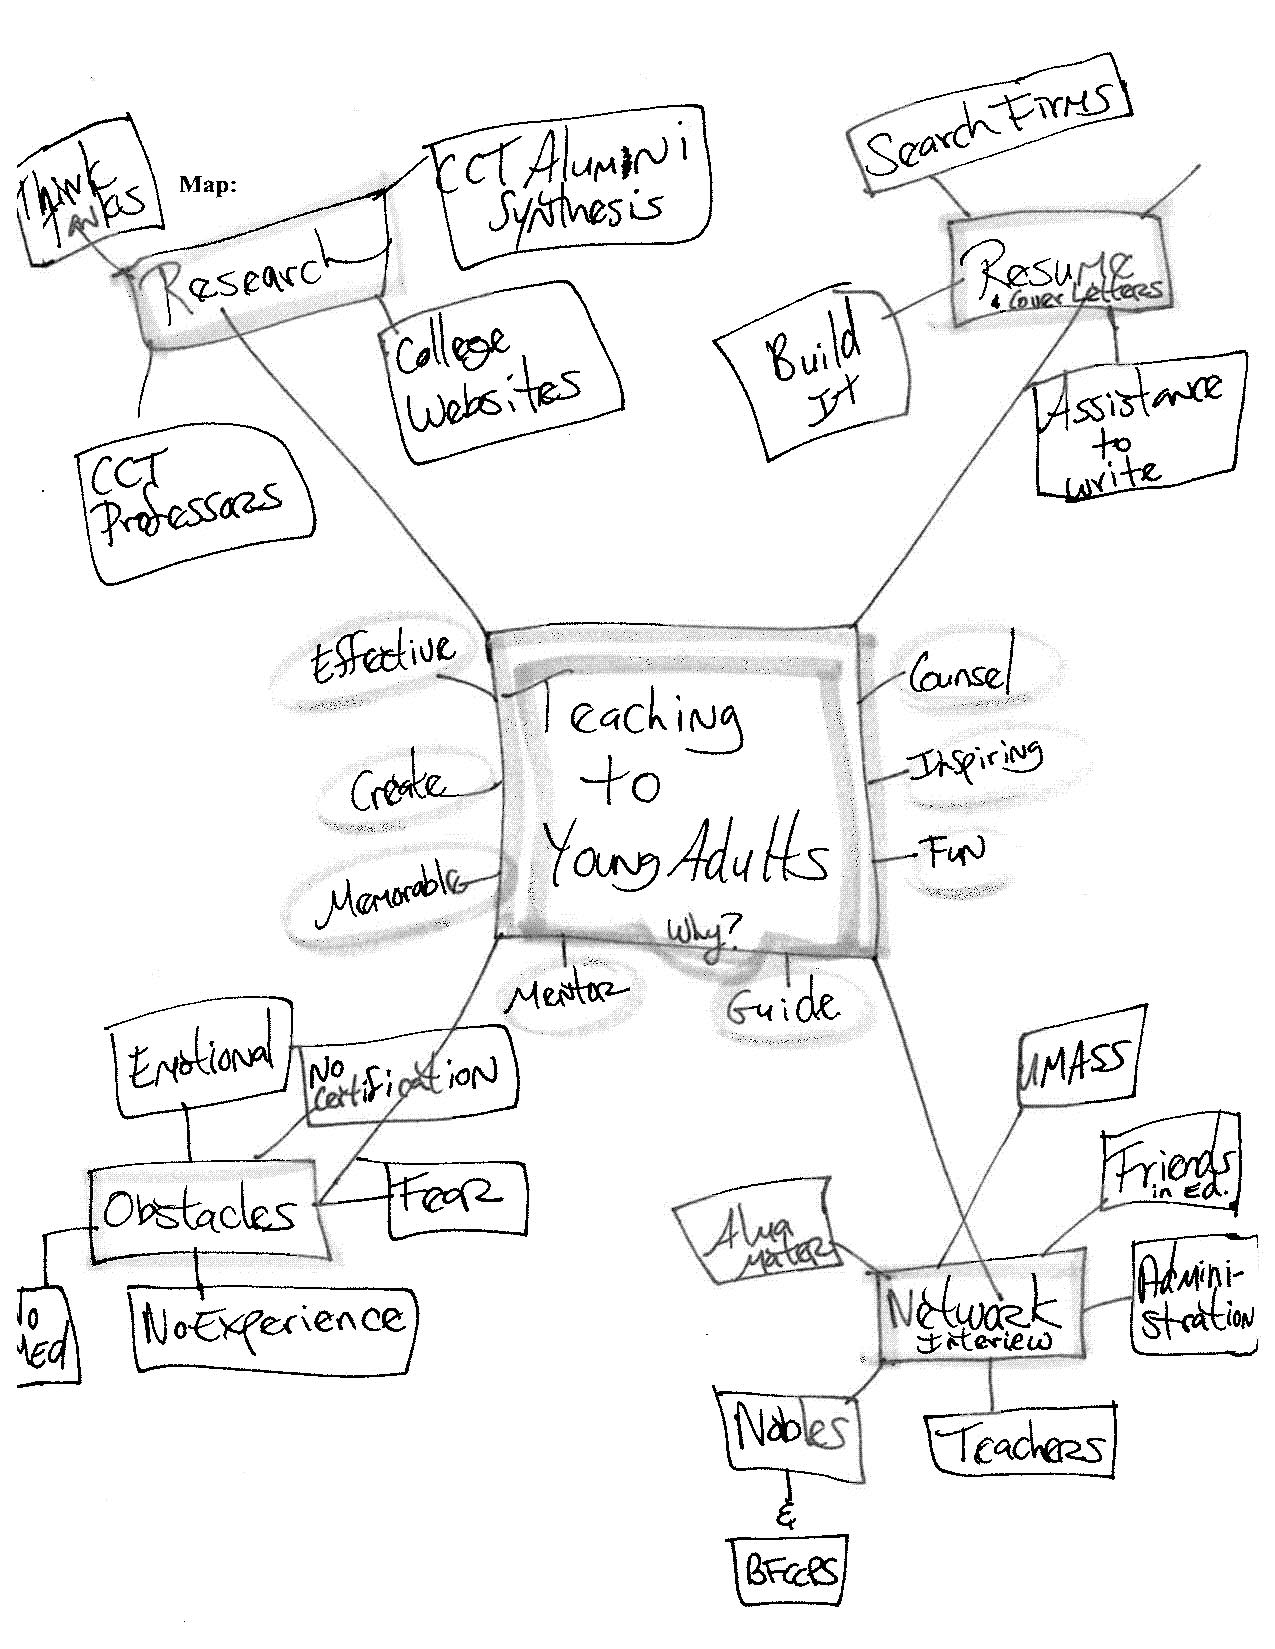 Map:
Think
Tanks
Research
CCT Alumini
Synthesis
College
Websites
CCT
Professors
Search Firms
Resume
& Cover Letters
Build
It
Assistance
to
write
Teaching
to
Young Adults
Why?
Effective
Create
Memorable
Mentor
Guide
Counsel
Inspiring
Fun
Emotional
No
Certification
Obstacles
Fear
No Experience
UMASS
Friends
in Ed.
Alma
Mater
Network
Interview
Admini-
stration
Nobles
&
BFCCPS
Teachers